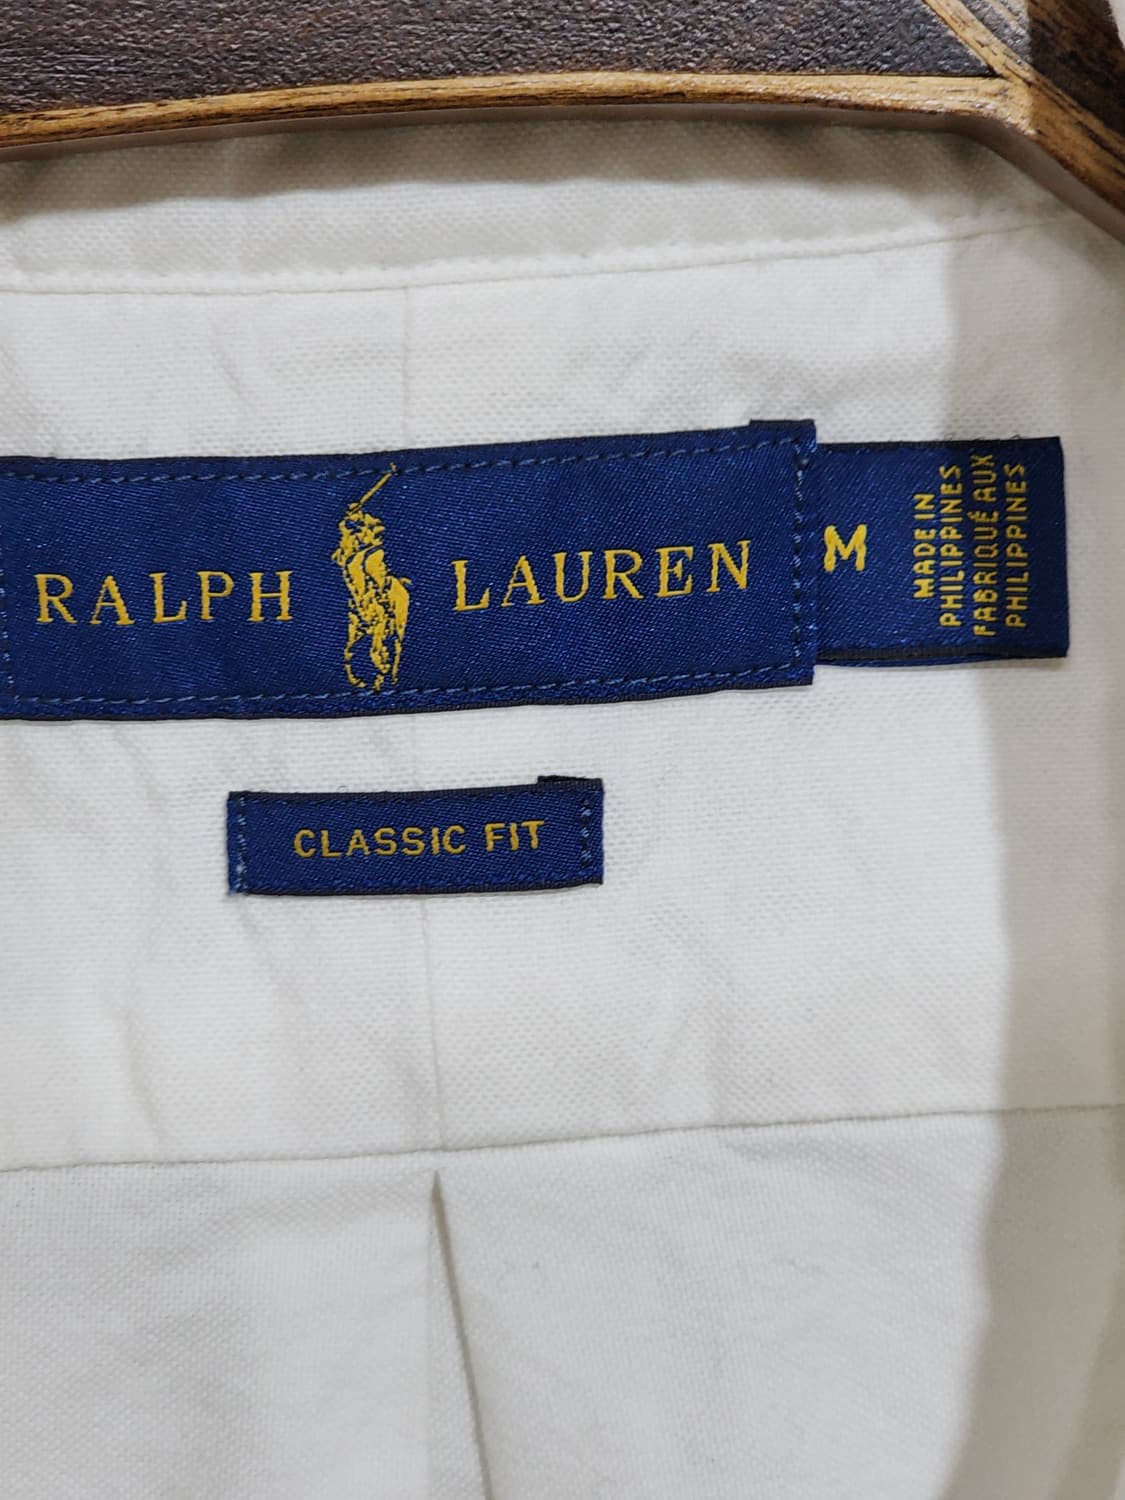 RALPH LAUREN
M
MADE IN
PHILIPPINES
FABRIQUÉ AUX
PHILIPPINES
CLASSIC FIT